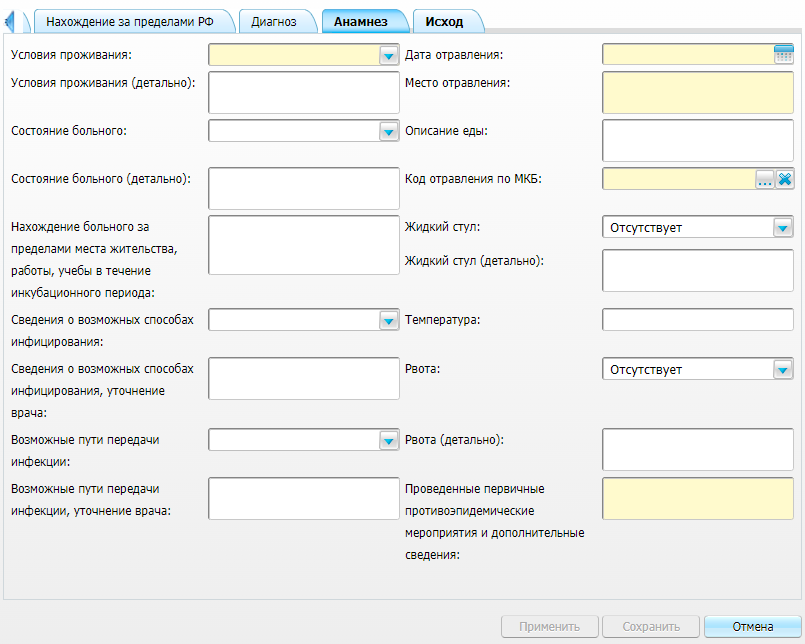 Нахождение за пределами РФ
Диагноз
Анамнез
Исход
Условия проживания:
Дата отравления:
Условия проживания (детально):
Место отравления:
Состояние больного:
Описание еды:
Состояние больного (детально):
Код отравления по МКБ:
...
Нахождение больного за
пределами места жительства,
работы, учебы в течение
инкубационного периода:
Жидкий стул:
Отсутствует
Жидкий стул (детально):
Сведения о возможных способах
инфицирования:
Температура:
Сведения о возможных способах
инфицирования, уточнение
врача:
Рвота:
Отсутствует
Возможные пути передачи
инфекции:
Рвота (детально):
Возможные пути передачи
инфекции, уточнение врача:
Проведенные первичные
противоэпидемические
мероприятия и дополнительные
сведения:
Применить
Сохранить
Отмена